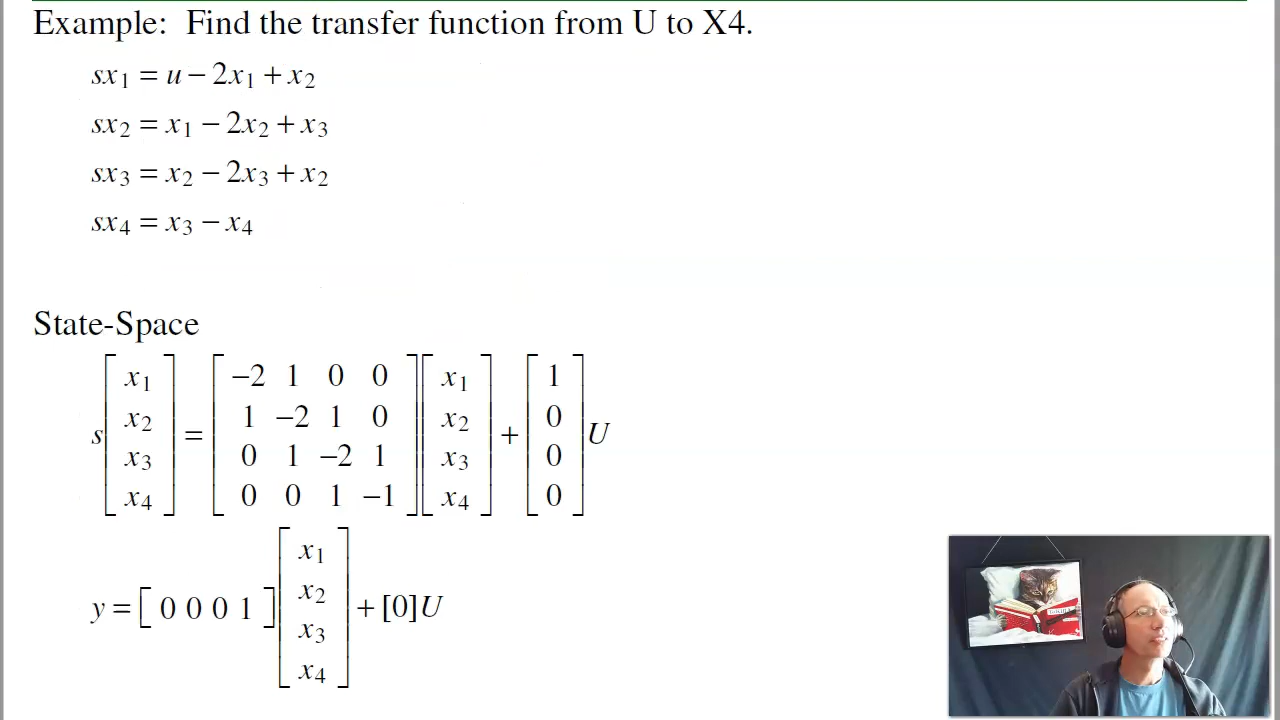 Example: Find the transfer function from U to X4.
sx₁ = u − 2x₁ + x₂
sx₂ = x₁ − 2x₂ + x₃
sx₃ = x₂ − 2x₃ + x₂
sx₄ = x₃ − x₄
State-Space
s[x₁; x₂; x₃; x₄] = [−2 1 0 0; 1 −2 1 0; 0 1 −2 1; 0 0 1 −1][x₁; x₂; x₃; x₄] + [1; 0; 0; 0]U
y = [0 0 0 1][x₁; x₂; x₃; x₄] + [0]U